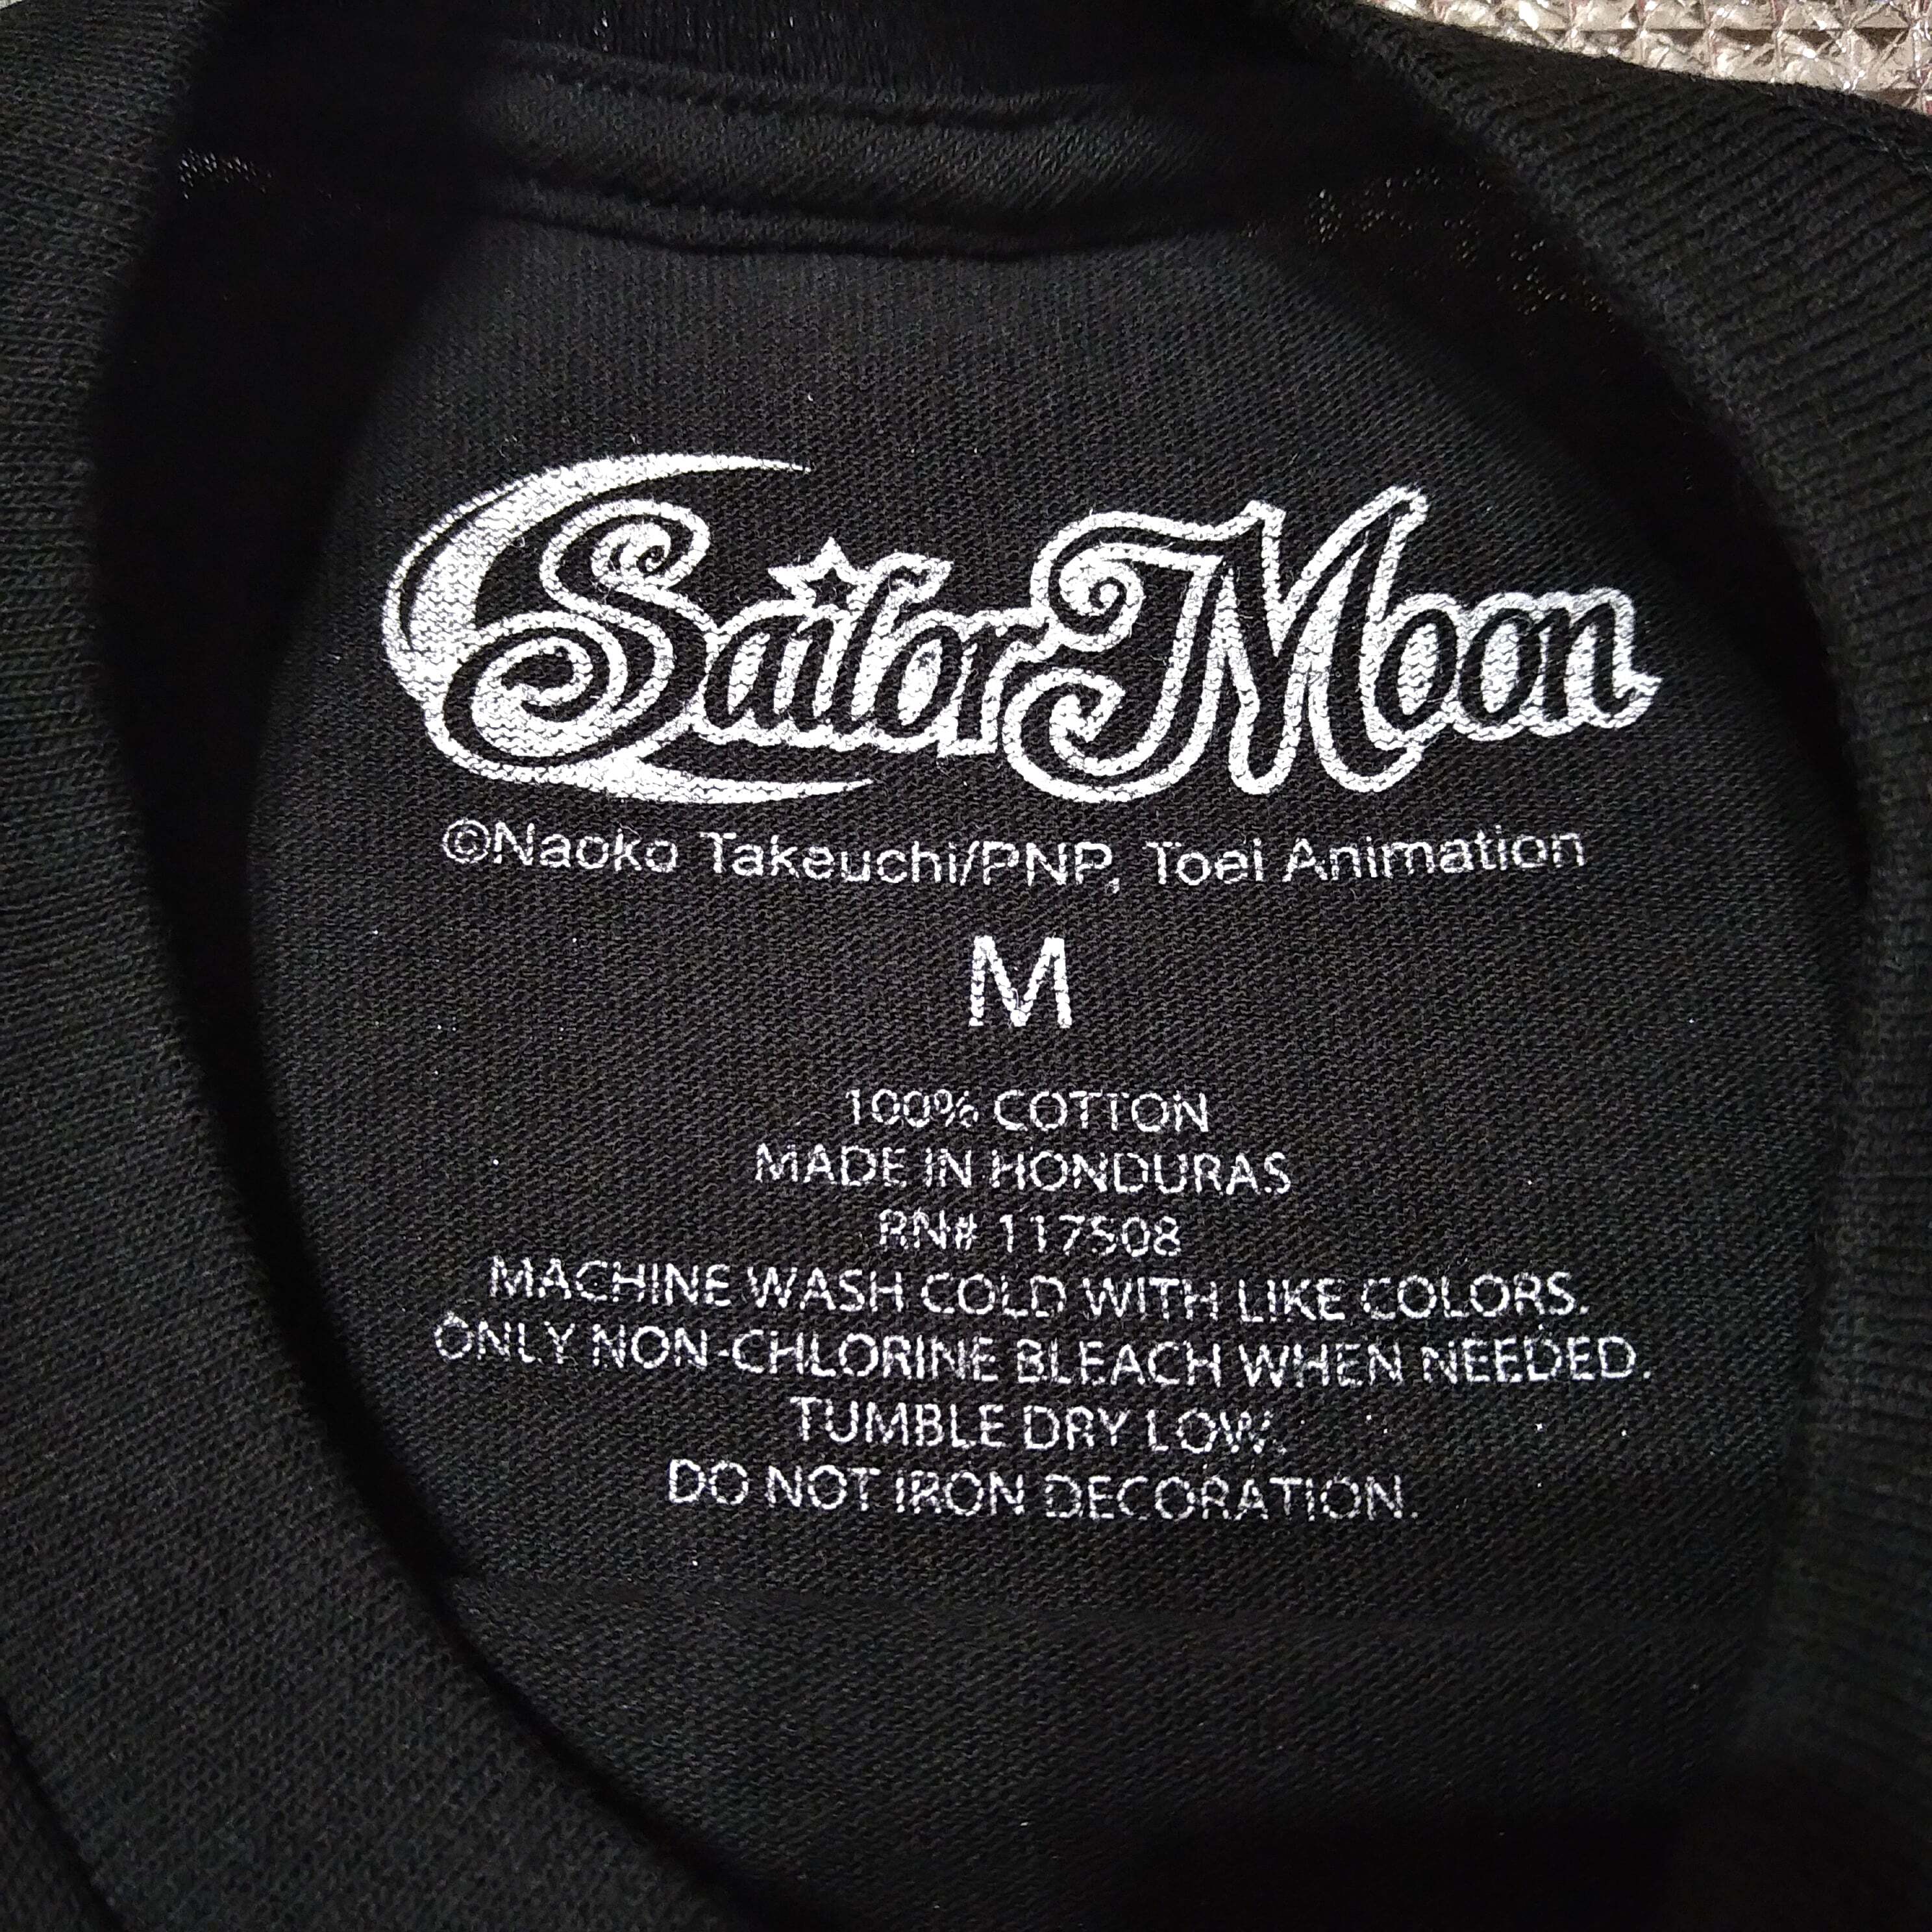 Sailor Moon
©Naoko Takeuchi/PNP, Toei Animation
M
100% COTTON
MADE IN HONDURAS
RN# 117508
MACHINE WASH COLD WITH LIKE COLORS.
ONLY NON-CHLORINE BLEACH WHEN NEEDED.
TUMBLE DRY LOW.
DO NOT IRON DECORATION.